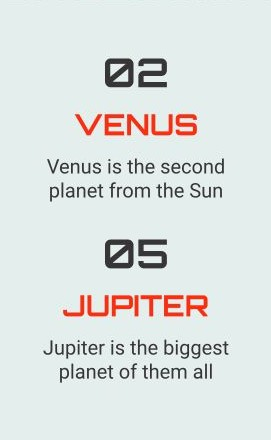 02
VENUS
Venus is the second
planet from the Sun
05
JUPITER
Jupiter is the biggest
planet of them all